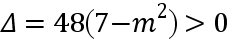 Δ = 48(7−m²) > 0